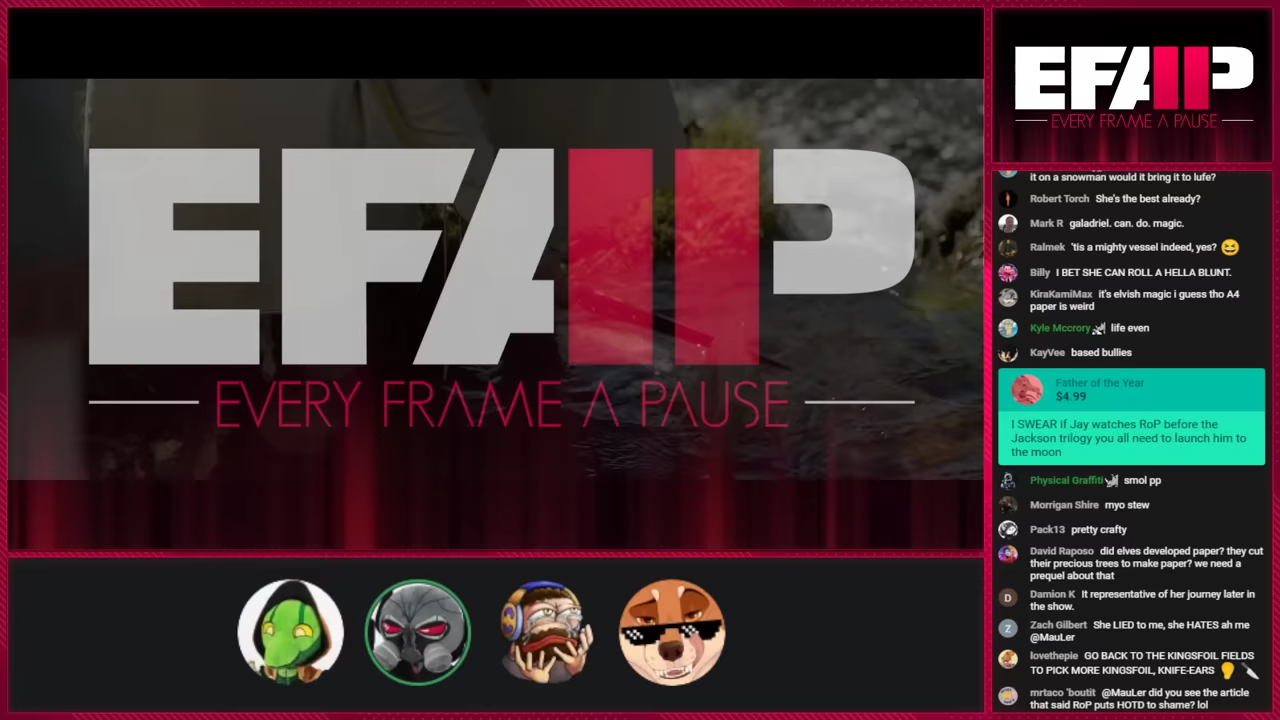 EFAP
EVERY FRAME A PAUSE
EFAP
EVERY FRAME A PAUSE
it on a snowman would it bring it to lufe?
Robert Torch She's the best already?
Mark R galadriel. can. do. magic.
Ralmek 'tis a mighty vessel indeed, yes? 😆
Billy I BET SHE CAN ROLL A HELLA BLUNT.
KiraKamiMax it's elvish magic i guess tho A4
paper is weird
Kyle Mccrory life even
KayVee based bullies
Father of the Year
$4.99
I SWEAR if Jay watches RoP before the
Jackson trilogy you all need to launch him to
the moon
Physical Graffiti smol pp
Morrigan Shire myo stew
Pack13 pretty crafty
David Raposo did elves developed paper? they cut
their precious trees to make paper? we need a
prequel about that
D
Damion K It representative of her journey later in
the show.
Z
Zach Gilbert She LIED to me, she HATES ah me
@MauLer
lovethepie GO BACK TO THE KINGSFOIL FIELDS
TO PICK MORE KINGSFOIL, KNIFE-EARS 👂 🔪
mrtaco 'boutit @MauLer did you see the article
that said RoP puts HOTD to shame? lol